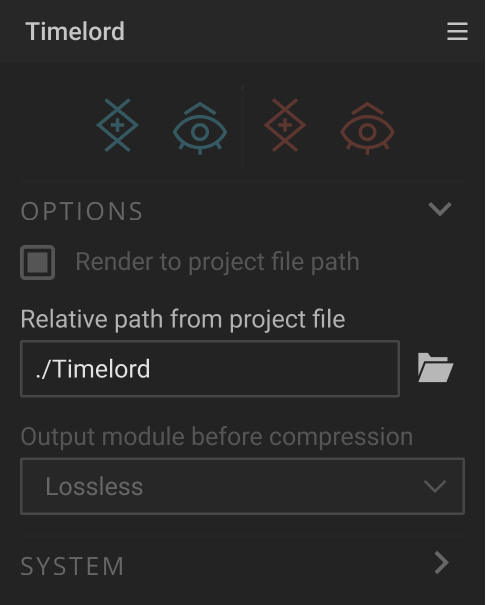 Timelord
OPTIONS
Render to project file path
Relative path from project file
./Timelord
Output module before compression
Lossless
SYSTEM